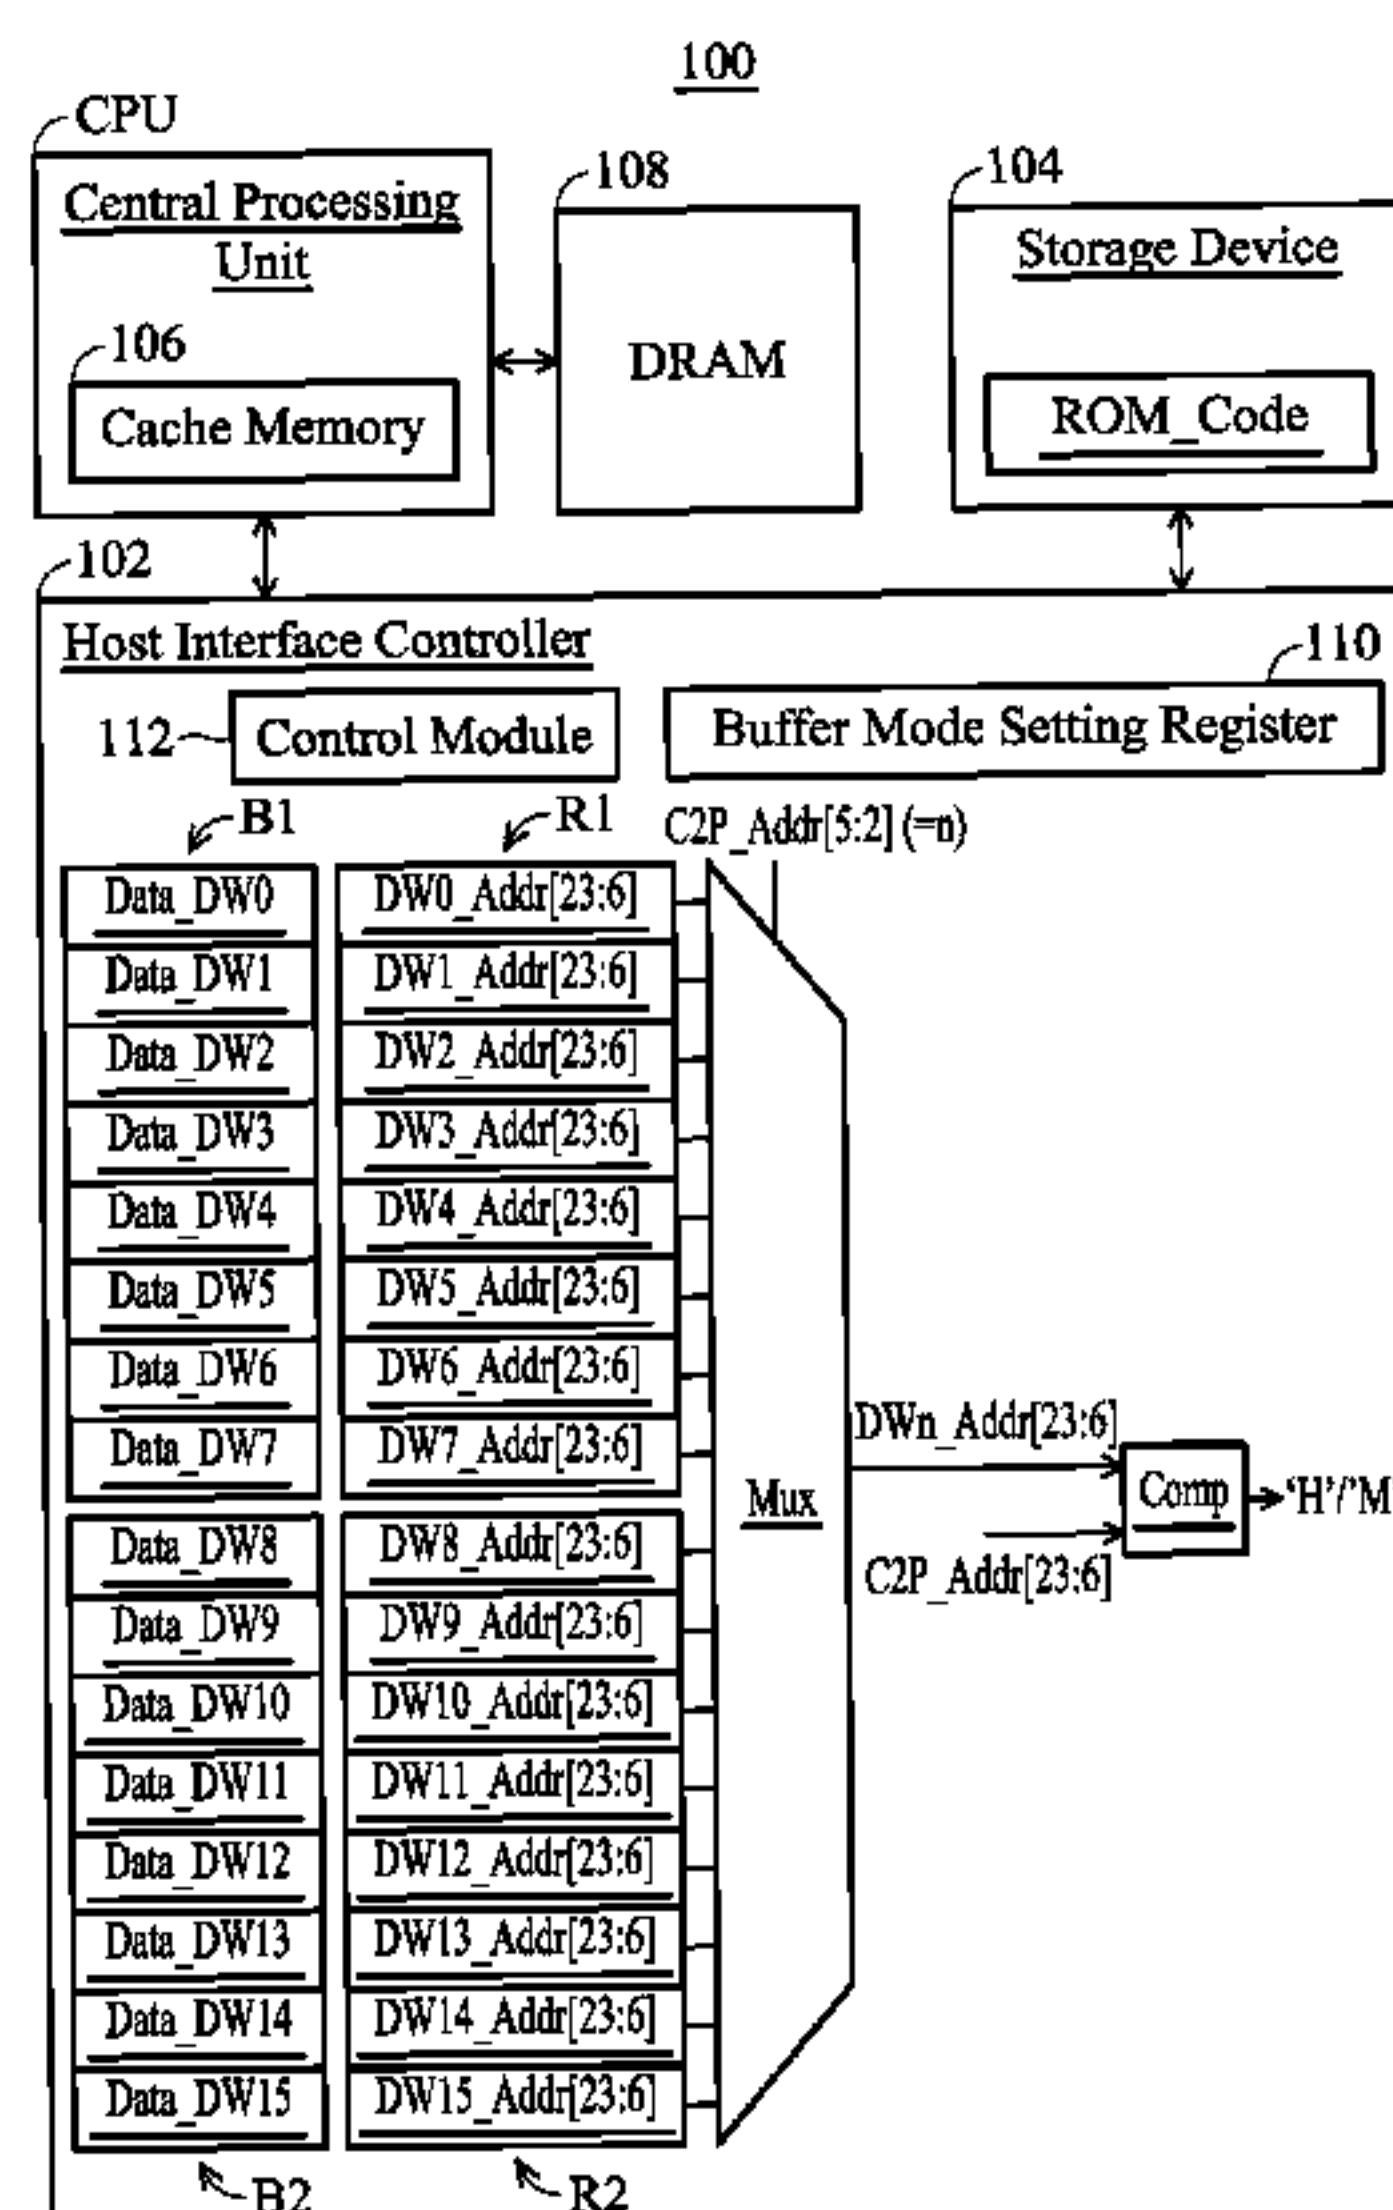 100
CPU
Central Processing
Unit
106
Cache Memory
108
DRAM
104
Storage Device
ROM_Code
102
Host Interface Controller
112
Control Module
110
Buffer Mode Setting Register
B1
R1
C2P_Addr[5:2] (=n)
Data_DW0
DW0_Addr[23:6]
Data_DW1
DW1_Addr[23:6]
Data_DW2
DW2_Addr[23:6]
Data_DW3
DW3_Addr[23:6]
Data_DW4
DW4_Addr[23:6]
Data_DW5
DW5_Addr[23:6]
Data_DW6
DW6_Addr[23:6]
Data_DW7
DW7_Addr[23:6]
Mux
DWn_Addr[23:6]
Comp
‘H’/’M
C2P_Addr[23:6]
Data_DW8
DW8_Addr[23:6]
Data_DW9
DW9_Addr[23:6]
Data_DW10
DW10_Addr[23:6]
Data_DW11
DW11_Addr[23:6]
Data_DW12
DW12_Addr[23:6]
Data_DW13
DW13_Addr[23:6]
Data_DW14
DW14_Addr[23:6]
Data_DW15
DW15_Addr[23:6]
B2
R2